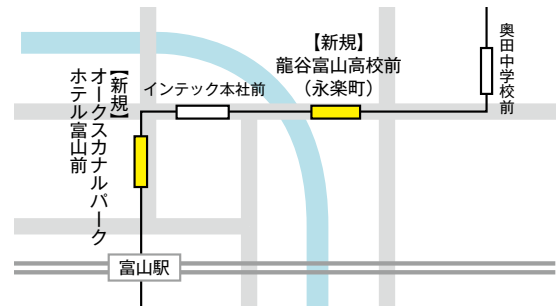 【新規】
オークスカナルパーク
ホテル富山前
インテック本社前
【新規】
龍谷富山高校前
（永楽町）
奥田中学校前
富山駅